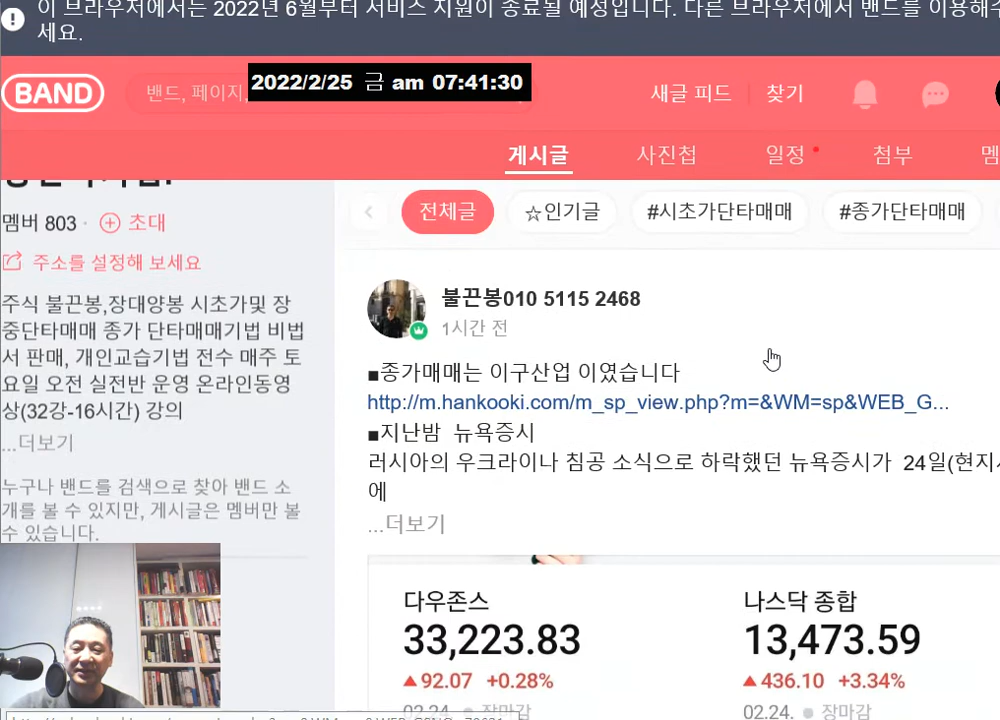 이 브라우저에서는 2022년 6월부터 서비스 지원이 종료될 예정입니다. 다른 브라우저에서 밴드를 이용해주
세요.
BAND
밴드, 페이지,
2022/2/25 금 am 07:41:30
새글 피드
찾기
게시글
사진첩
일정
첨부
멤버 803 ·
초대
주소를 설정해 보세요
주식 불끈봉,장대양봉 시초가및 장
중단타매매 종가 단타매매기법 비법
서 판매, 개인교습기법 전수 매주 토
요일 오전 실전반 운영 온라인동영
상(32강-16시간) 강의
...더보기
누구나 밴드를 검색으로 찾아 밴드 소
개를 볼 수 있지만, 게시글은 멤버만 볼
수 있습니다.
전체글
☆인기글
#시초가단타매매
#종가단타매매
불끈봉010 5115 2468
1시간 전
■종가매매는 이구산업 이였습니다
http://m.hankooki.com/m_sp_view.php?m=&WM=sp&WEB_G...
■지난밤 뉴욕증시
러시아의 우크라이나 침공 소식으로 하락했던 뉴욕증시가 24일(현지시
에
...더보기
다우존스
33,223.83
▲92.07 +0.28%
02.24. ● 장마감
나스닥 종합
13,473.59
▲436.10 +3.34%
02.24. ● 장마감